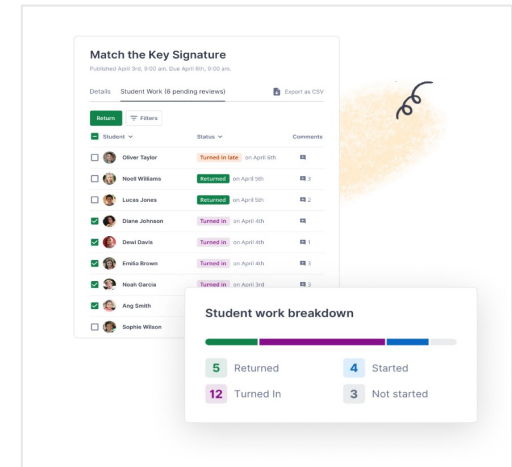 Match the Key Signature
Published April 3rd, 9:00 am. Due April 6th, 9:00 am.
Details Student Work (6 pending reviews) Export as CSV
Return Filters
Student Status Comments
Oliver Taylor Turned in late on April 6th
Noell Williams Returned on April 5th 3
Lucas Jones Returned on April 5th 2
Diane Johnson Turned in on April 4th
Dewi Davis Turned in on April 4th 1
Emilia Brown Turned in on April 4th 3
Noah Garcia Turned in on April 3rd 3
Ang Smith
Sophie Wilson
Student work breakdown
5 Returned 4 Started
12 Turned In 3 Not started